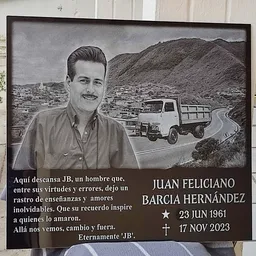 Aquí descansa JB, un hombre que,
entre sus virtudes y errores, dejo un
rastro de enseñanzas y amores
inolvidables. Que su recuerdo inspire
a quienes lo amaron.
Allá nos vemos, cambio y fuera.
Eternamente 'JB'.
JUAN FELICIANO
BARCIA HERNÁNDEZ
23 JUN 1961
17 NOV 2023